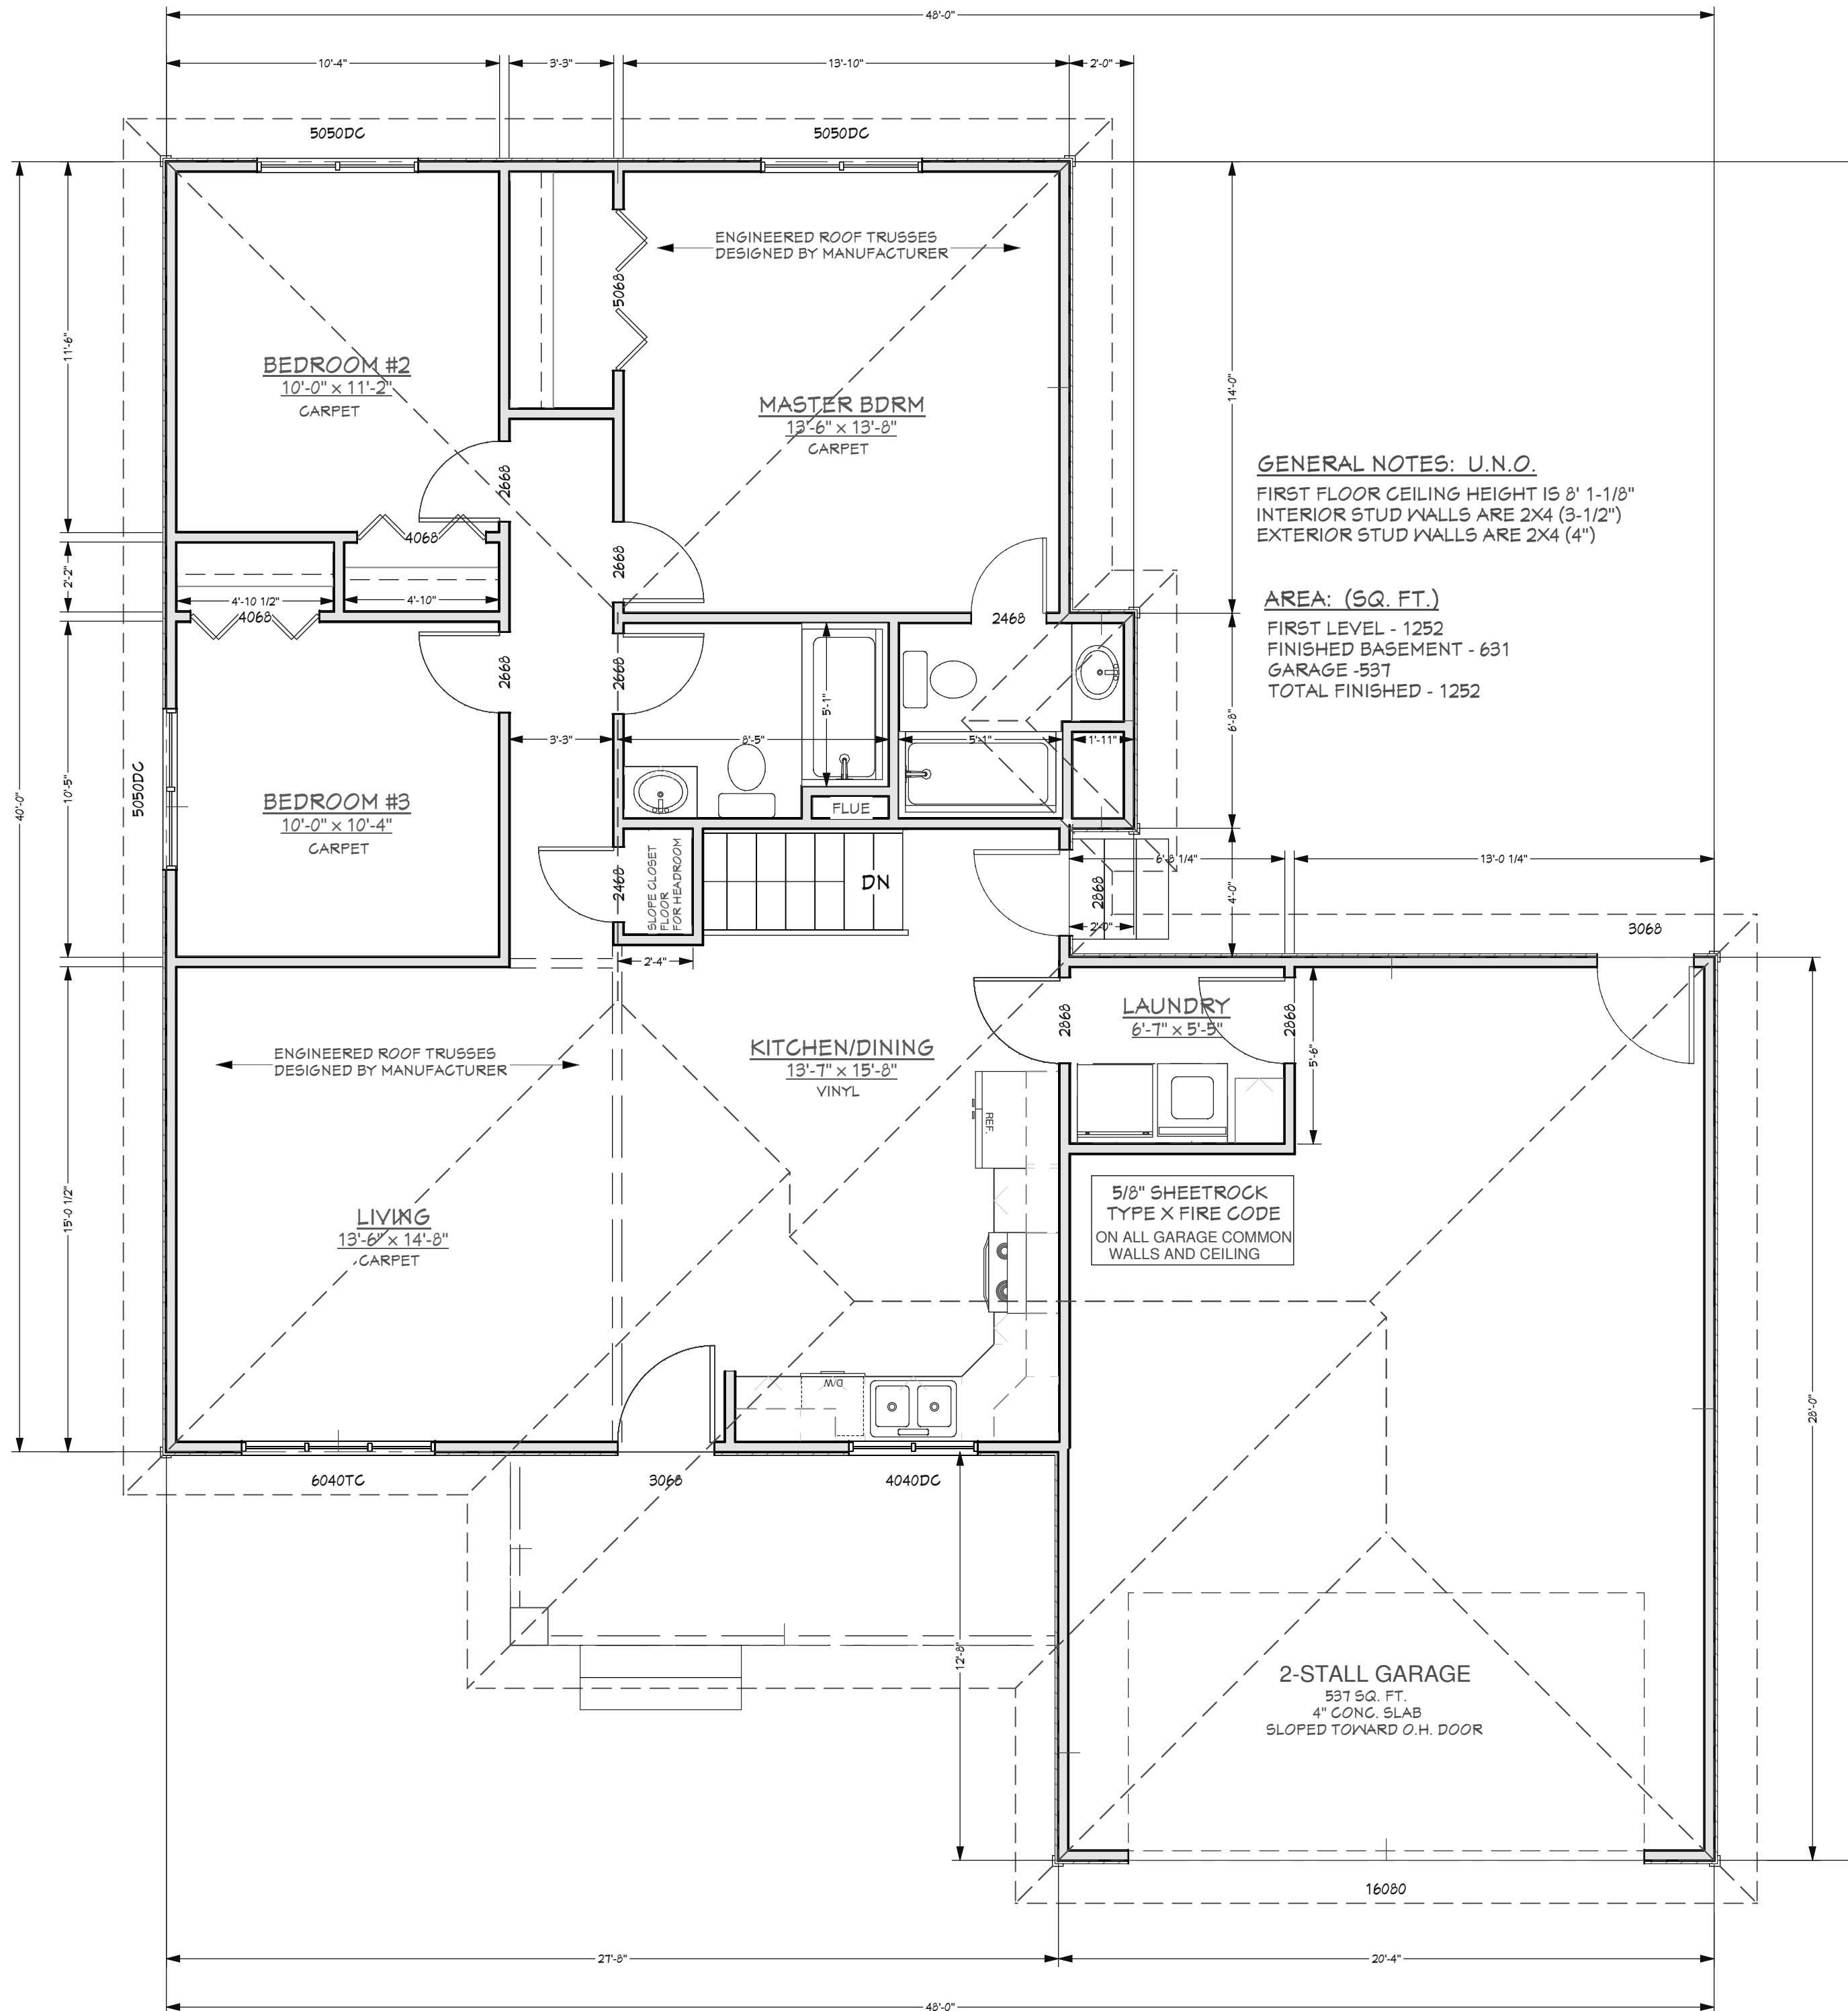 48'-0"
10'-4"
3'-3"
13'-10"
2'-0"
5050DC
5050DC
ENGINEERED ROOF TRUSSES
DESIGNED BY MANUFACTURER
5068
11'-6"
14'-0"
BEDROOM #2
10'-0" x 11'-2"
CARPET
MASTER BDRM
13'-6" x 13'-8"
CARPET
GENERAL NOTES: U.N.O.
FIRST FLOOR CEILING HEIGHT IS 8' 1-1/8"
INTERIOR STUD WALLS ARE 2X4 (3-1/2")
EXTERIOR STUD WALLS ARE 2X4 (4")
2668
4068
2668
2'-2"
4'-10 1/2"
4'-10"
4068
2468
AREA: (SQ. FT.)
FIRST LEVEL - 1252
FINISHED BASEMENT - 631
GARAGE -537
TOTAL FINISHED - 1252
2668
2668
5'-1"
6'-8"
3'-3"
8'-5"
5'-1"
1'-11"
5050DC
10'-5"
40'-0"
BEDROOM #3
10'-0" x 10'-4"
CARPET
FLUE
2468
SLOPE CLOSET
FLOOR
FOR HEADROOM
DN
2868
6'-8 1/4"
13'-0 1/4"
4'-0"
2'-0"
3068
2'-4"
LAUNDRY
6'-7" x 5'-5"
2868
2868
5'-6"
ENGINEERED ROOF TRUSSES
DESIGNED BY MANUFACTURER
KITCHEN/DINING
13'-7" x 15'-8"
VINYL
REF.
15'-0 1/2"
LIVING
13'-6" x 14'-8"
CARPET
5/8" SHEETROCK
TYPE X FIRE CODE
ON ALL GARAGE COMMON
WALLS AND CEILING
D/W
28'-0"
6040TC
3068
4040DC
12'-8"
2-STALL GARAGE
537 SQ. FT.
4" CONC. SLAB
SLOPED TOWARD O.H. DOOR
16080
27'-8"
20'-4"
48'-0"